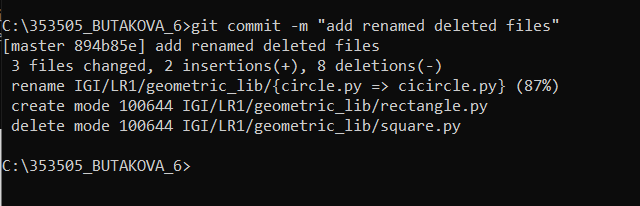 C:\353505_BUTAKOVA_6>git commit -m "add renamed deleted files"
[master 894b85e] add renamed deleted files
 3 files changed, 2 insertions(+), 8 deletions(-)
 rename IGI/LR1/geometric_lib/{circle.py => cicircle.py} (87%)
 create mode 100644 IGI/LR1/geometric_lib/rectangle.py
 delete mode 100644 IGI/LR1/geometric_lib/square.py
C:\353505_BUTAKOVA_6>